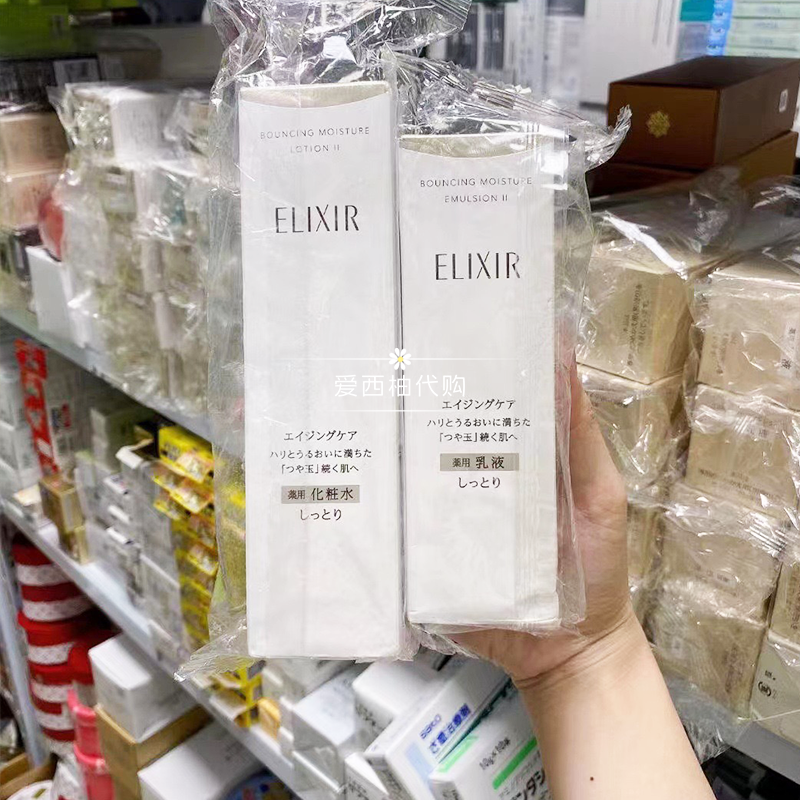 BOUNCING MOISTURE
LOTION II
ELIXIR
エイジングケア
ハリとうるおいに満ちた
「つや玉」続く肌へ
薬用 化粧水
しっとり
BOUNCING MOISTURE
EMULSION II
ELIXIR
エイジングケア
ハリとうるおいに満ちた
「つや玉」続く肌へ
薬用 乳液
しっとり
爱西柚代购